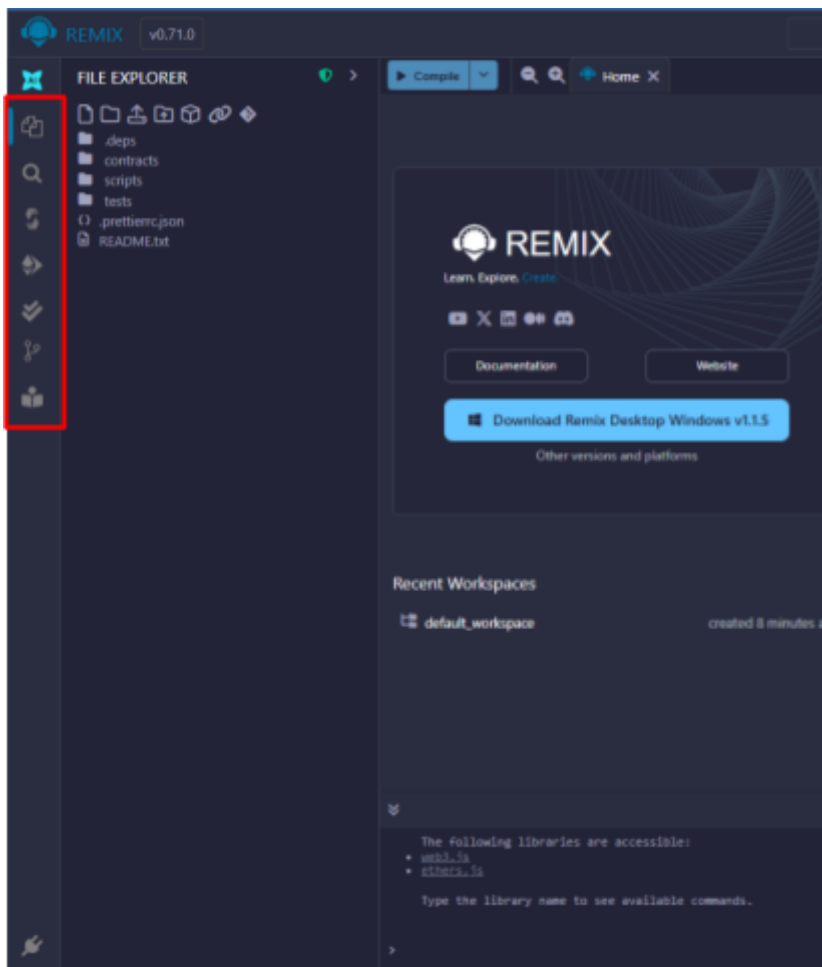 REMIX v0.71.0
FILE EXPLORER
Compile
Home
.deps
contracts
scripts
tests
.prettierrc.json
README.txt
REMIX
Learn. Explore. Create.
Documentation
Website
Download Remix Desktop Windows v1.1.5
Other versions and platforms
Recent Workspaces
default_workspace
created 8 minutes a
The following libraries are accessible:
• web3.js
• ethers.js
Type the library name to see available commands.
>